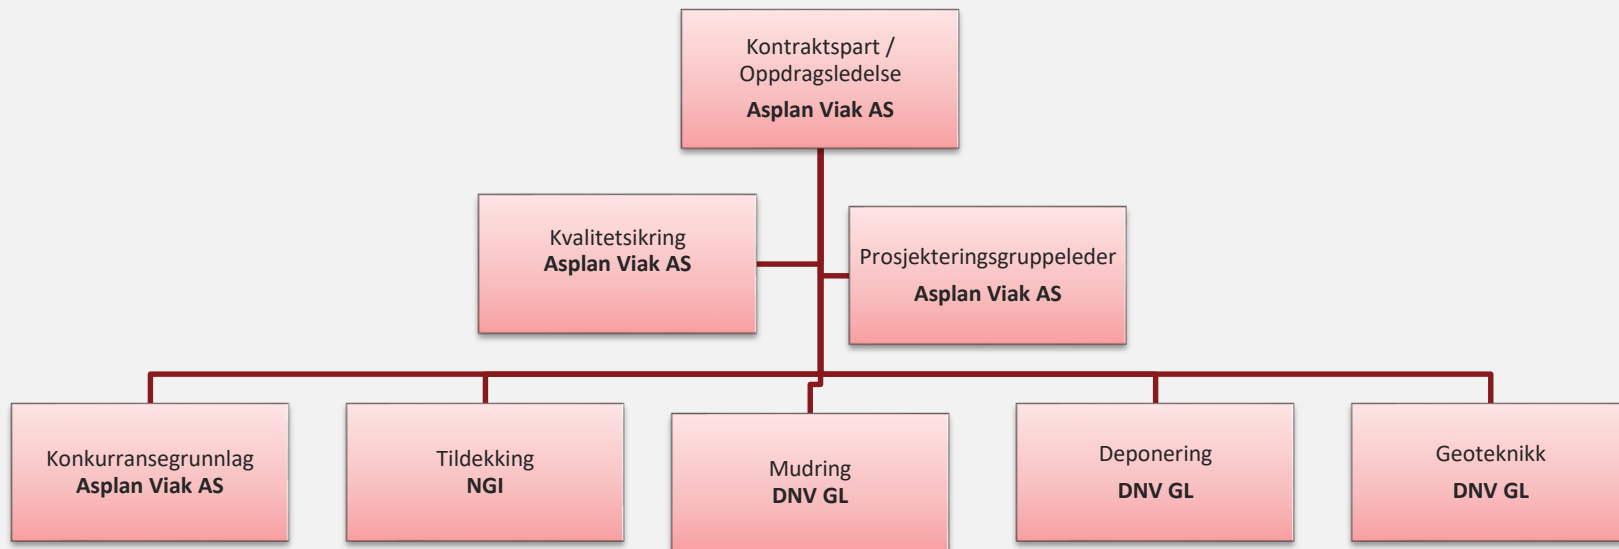 Kontraktspart /
Oppdragsledelse
Asplan Viak AS
Kvalitetsikring
Asplan Viak AS
Prosjekteringsgruppeleder
Asplan Viak AS
Konkurransegrunnlag
Asplan Viak AS
Tildekking
NGI
Mudring
DNV GL
Deponering
DNV GL
Geoteknikk
DNV GL